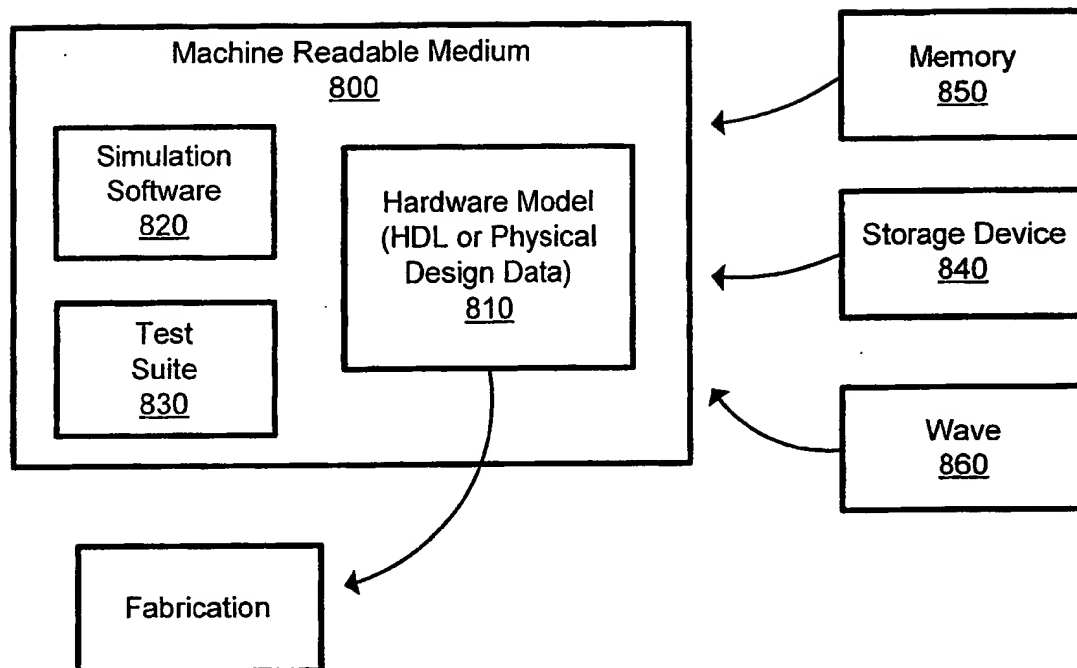 Machine Readable Medium
800
Simulation
Software
820
Test
Suite
830
Hardware Model
(HDL or Physical
Design Data)
810
Memory
850
Storage Device
840
Wave
860
Fabrication